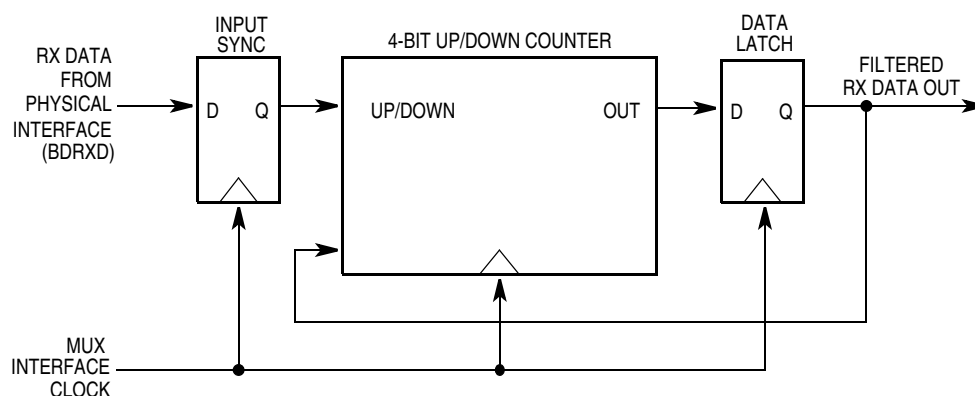 INPUT
SYNC
4-BIT UP/DOWN COUNTER
DATA
LATCH
RX DATA
FROM
PHYSICAL
INTERFACE
(BDRXD)
D
Q
UP/DOWN
OUT
D
Q
FILTERED
RX DATA OUT
MUX
INTERFACE
CLOCK